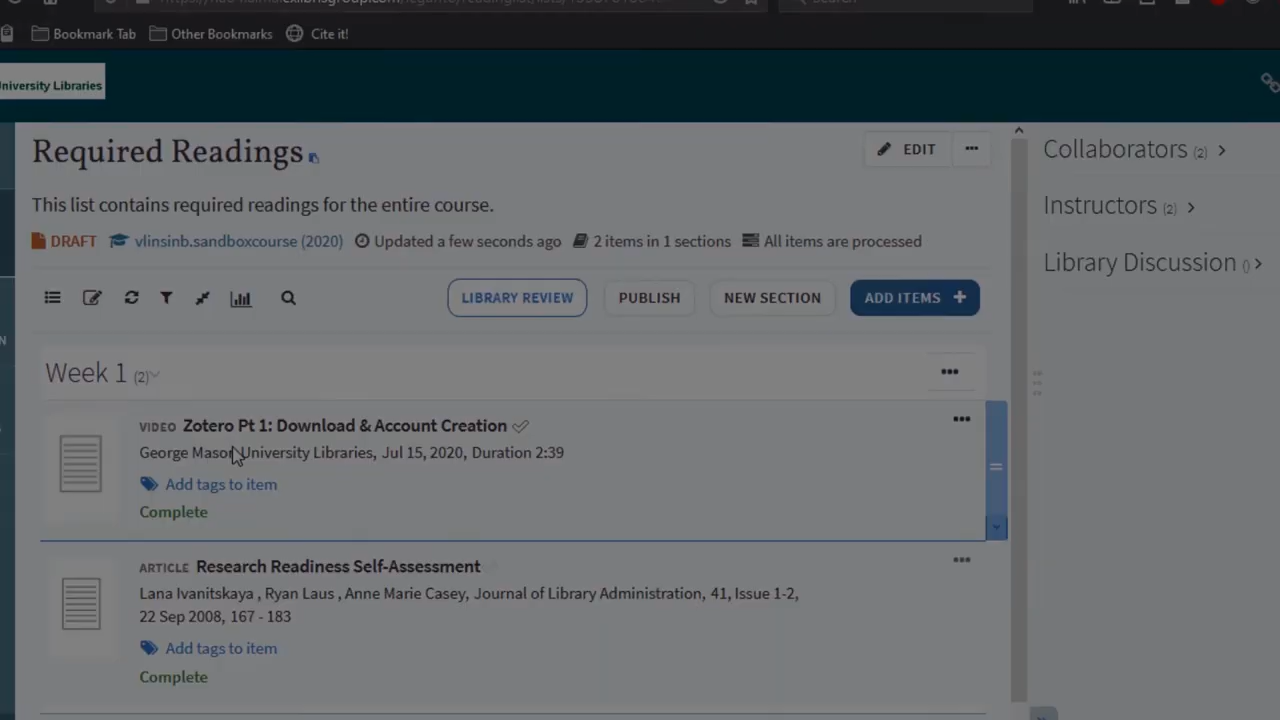 Bookmark Tab Other Bookmarks Cite it!
University Libraries
Required Readings
EDIT
This list contains required readings for the entire course.
DRAFT vlinsinb.sandboxcourse (2020) Updated a few seconds ago 2 items in 1 sections All items are processed
LIBRARY REVIEW PUBLISH NEW SECTION ADD ITEMS +
Week 1 (2)
VIDEO Zotero Pt 1: Download & Account Creation
George Mason University Libraries, Jul 15, 2020, Duration 2:39
Add tags to item
Complete
ARTICLE Research Readiness Self-Assessment
Lana Ivanitskaya , Ryan Laus , Anne Marie Casey, Journal of Library Administration, 41, Issue 1-2,
22 Sep 2008, 167 - 183
Add tags to item
Complete
Collaborators (2)
Instructors (2)
Library Discussion ()